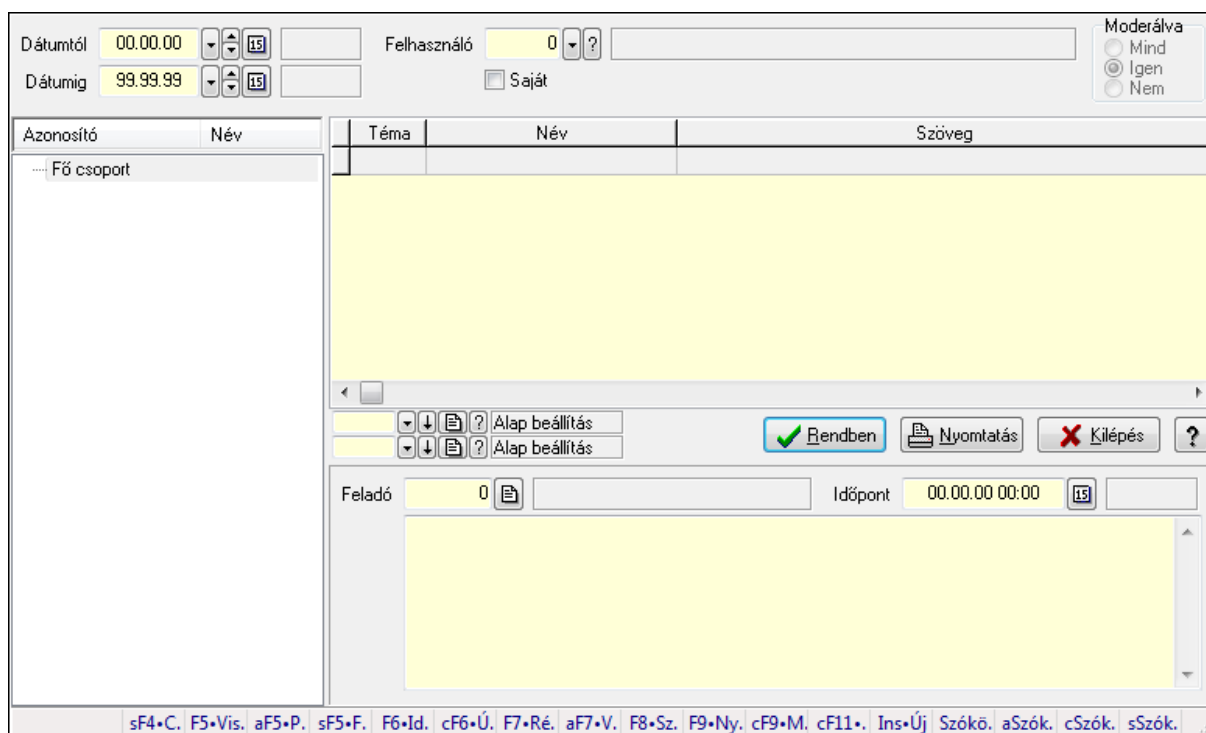 Moderálva
Dátumtól 00.00.00 15 Felhasználó 0 ? Mind
Igen
Dátumig 99.99.99 15 Saját Nem
Azonosító Név Téma Név Szöveg
Fő csoport
? Alap beállítás Rendben Nyomtatás Kilépés ?
? Alap beállítás
Feladó 0 Időpont 00.00.00 00:00 15
sF4•C. F5•Vis. aF5•P. sF5•F. F6•Id. cF6•Ú. F7•Ré. aF7•V. F8•Sz. F9•Ny. cF9•M. cF11•. Ins•Új Szókö. aSzók. cSzók. sSzók.